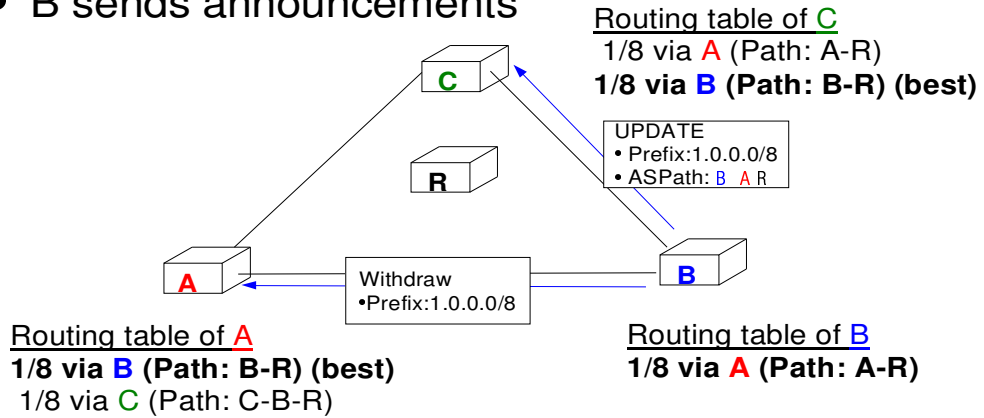 • B sends announcements
Routing table of C
1/8 via A (Path: A-R)
1/8 via B (Path: B-R) (best)
C
UPDATE
• Prefix:1.0.0.0/8
• ASPath: B A R
R
A
Withdraw
•Prefix:1.0.0.0/8
B
Routing table of A
1/8 via B (Path: B-R) (best)
1/8 via C (Path: C-B-R)
Routing table of B
1/8 via A (Path: A-R)